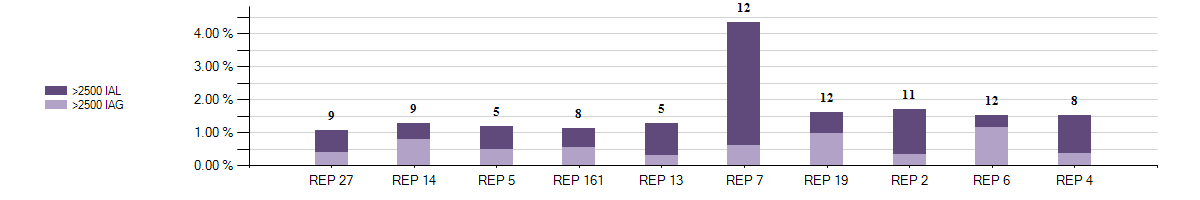 12
4.00 %
3.00 %
>2500 IAL
>2500 IAG
2.00 %
9 9 5 8 5 12 11 12 8
1.00 %
0.00 %
REP 27 REP 14 REP 5 REP 161 REP 13 REP 7 REP 19 REP 2 REP 6 REP 4